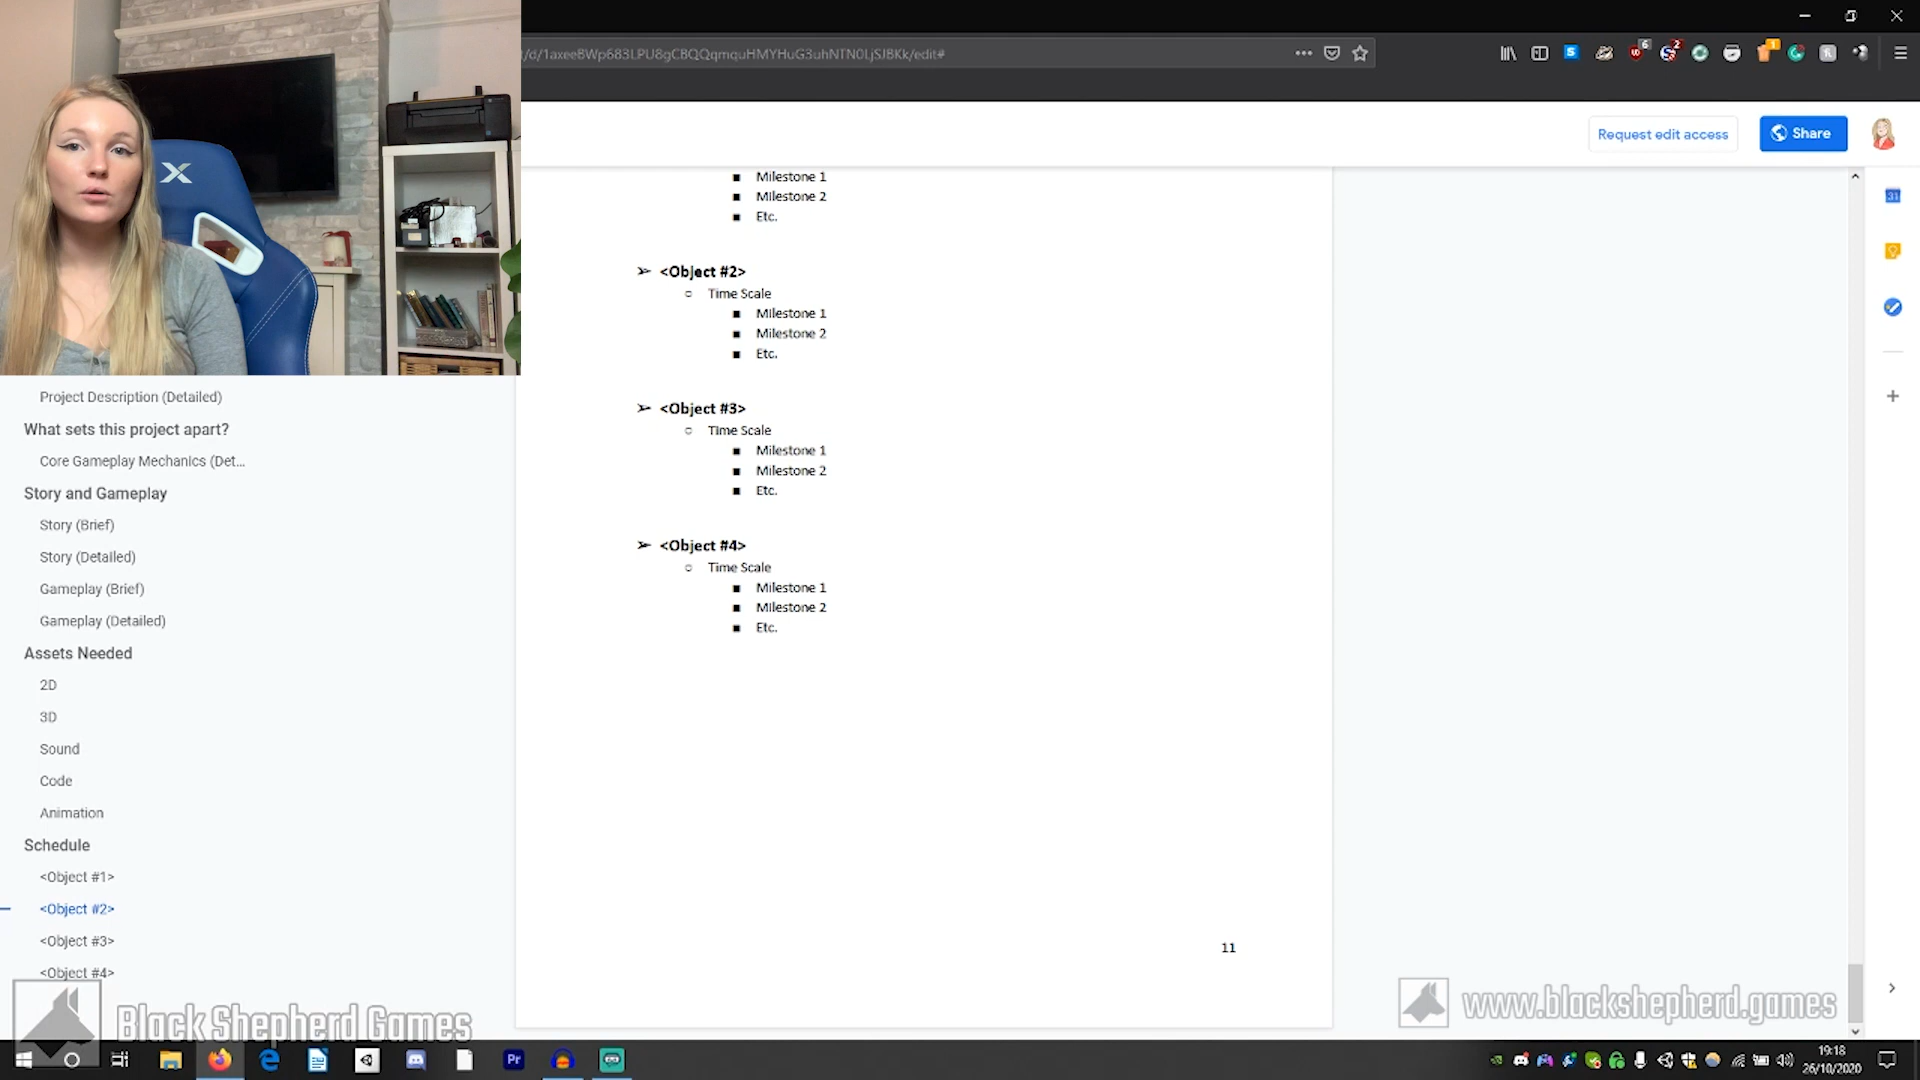 Request edit access
Share
31
Milestone 1
Milestone 2
Etc.
➢ <Object #2>
○ Time Scale
■ Milestone 1
■ Milestone 2
■ Etc.
➢ <Object #3>
○ Time Scale
■ Milestone 1
■ Milestone 2
■ Etc.
➢ <Object #4>
○ Time Scale
■ Milestone 1
■ Milestone 2
■ Etc.
11
Project Description (Detailed)
What sets this project apart?
Core Gameplay Mechanics (Det...
Story and Gameplay
Story (Brief)
Story (Detailed)
Gameplay (Brief)
Gameplay (Detailed)
Assets Needed
2D
3D
Sound
Code
Animation
Schedule
<Object #1>
<Object #2>
<Object #3>
<Object #4>
Black Shepherd Games
www.blackshepherd.games
Pr
19:18
26/10/2020